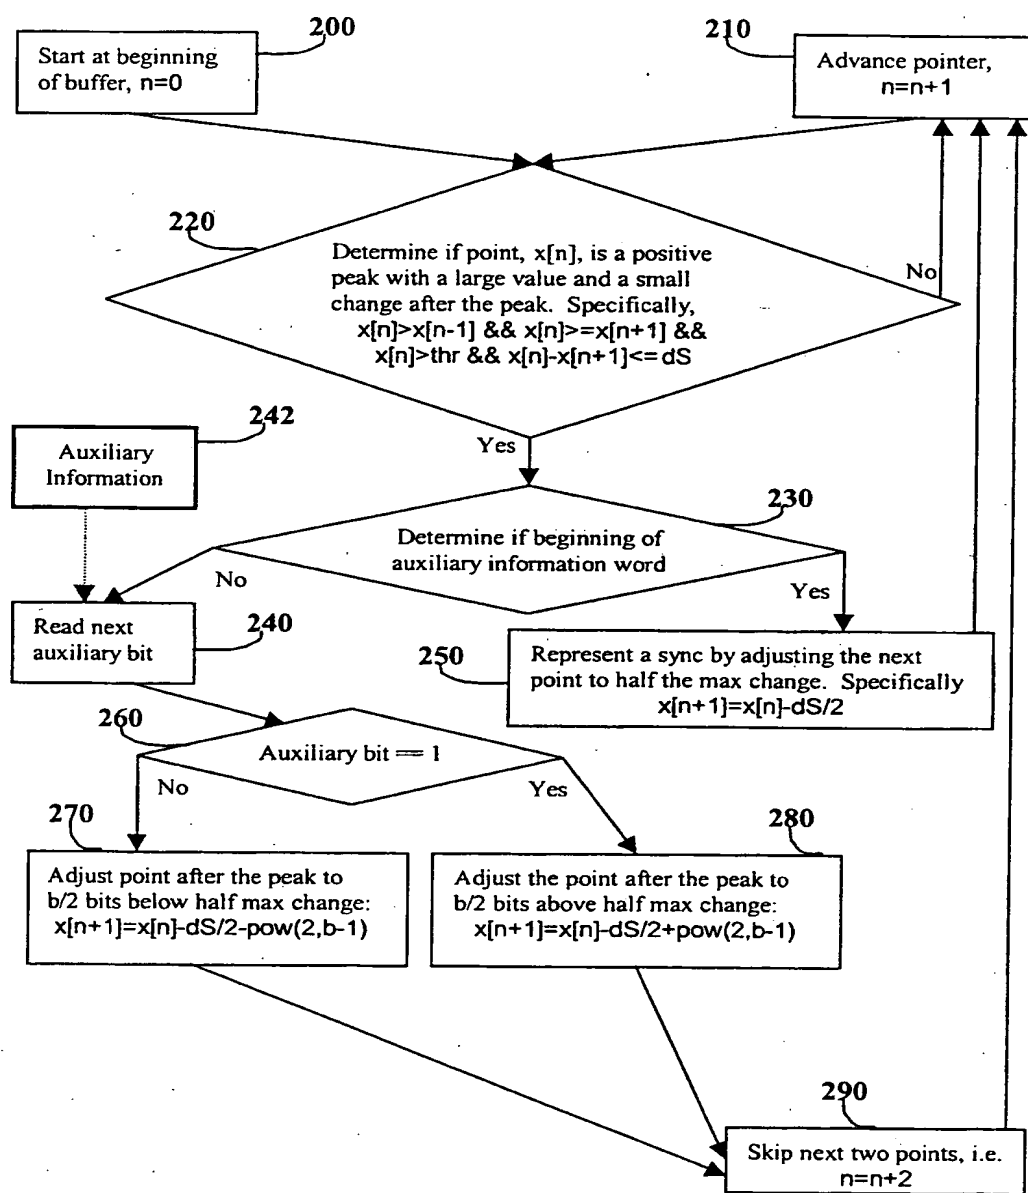 200
Start at beginning
of buffer, n=0
210
Advance pointer,
n=n+1
220
Determine if point, x[n], is a positive
peak with a large value and a small
change after the peak. Specifically,
x[n]>x[n-1] && x[n]>=x[n+1] &&
x[n]>thr && x[n]-x[n+1]<=dS
No
Yes
242
Auxiliary
Information
230
Determine if beginning of
auxiliary information word
No
Yes
Read next
auxiliary bit
240
250
Represent a sync by adjusting the next
point to half the max change. Specifically
x[n+1]=x[n]-dS/2
260
Auxiliary bit == 1
No
Yes
270
Adjust point after the peak to
b/2 bits below half max change:
x[n+1]=x[n]-dS/2-pow(2,b-1)
280
Adjust the point after the peak to
b/2 bits above half max change:
x[n+1]=x[n]-dS/2+pow(2,b-1)
290
Skip next two points, i.e.
n=n+2